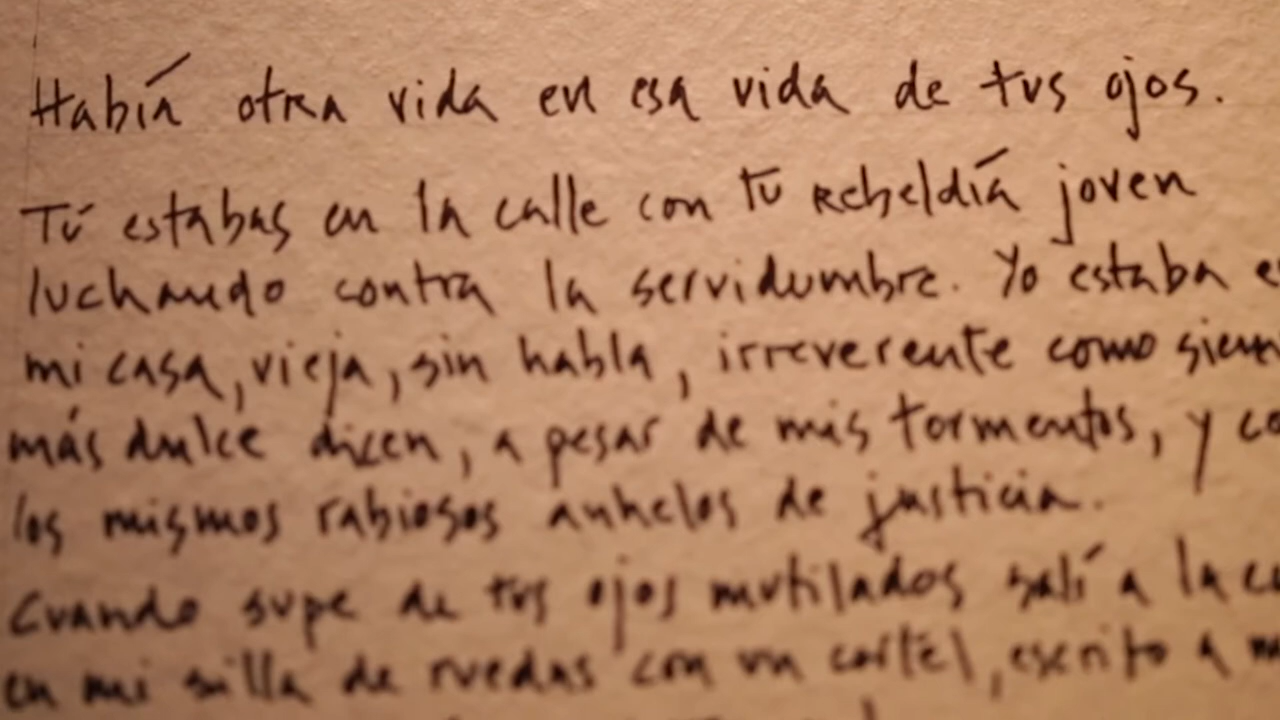 Había otra vida en esa vida de tus ojos.
Tú estabas en la calle con tu rebeldía joven
luchando contra la servidumbre. Yo estaba
mi casa, vieja, sin habla, irreverente como
más dulce dicen, a pesar de mis tormentos, y
los mismos rabiosos anhelos de justicia.
Cuando supe de tus ojos mutilados salí a la
en mi silla de ruedas con un cartel, escrito a